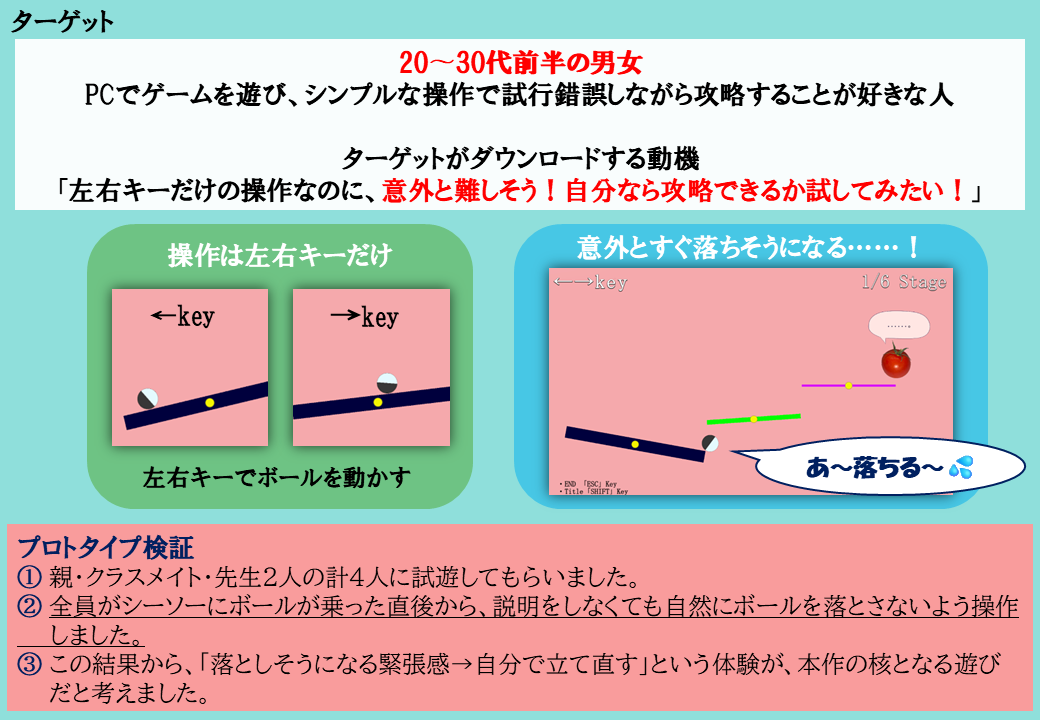 ターゲット
20～30代前半の男女
PCでゲームを遊び、シンプルな操作で試行錯誤しながら攻略することが好きな人
ターゲットがダウンロードする動機
「左右キーだけの操作なのに、意外と難しそう！自分なら攻略できるか試してみたい！」
操作は左右キーだけ
←key
→key
左右キーでボールを動かす
意外とすぐ落ちそうになる……！
←→key
1/6 Stage
……。
あ～落ちる～💦
・END 「ESC」Key
・Title「SHIFT」Key
プロトタイプ検証
① 親・クラスメイト・先生２人の計４人に試遊してもらいました。
② 全員がシーソーにボールが乗った直後から、説明をしなくても自然にボールを落とさないよう操作
しました。
③ この結果から、「落としそうになる緊張感→自分で立て直す」という体験が、本作の核となる遊び
だと考えました。